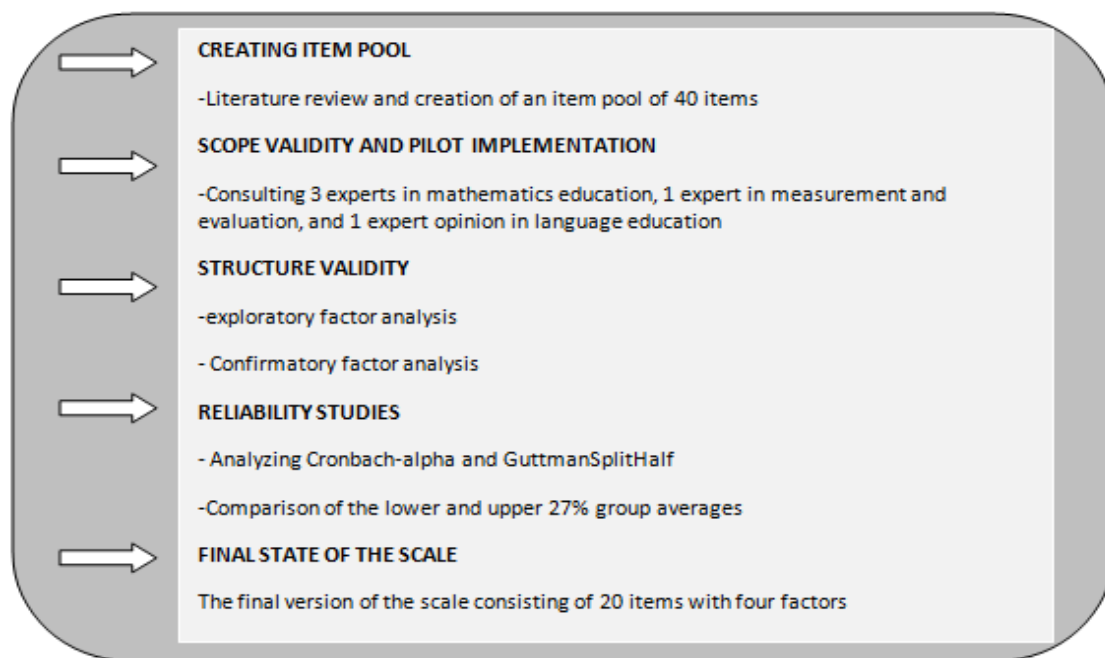 CREATING ITEM POOL
-Literature review and creation of an item pool of 40 items
SCOPE VALIDITY AND PILOT IMPLEMENTATION
-Consulting 3 experts in mathematics education, 1 expert in measurement and
evaluation, and 1 expert opinion in language education
STRUCTURE VALIDITY
-exploratory factor analysis
- Confirmatory factor analysis
RELIABILITY STUDIES
- Analyzing Cronbach-alpha and GuttmanSplitHalf
-Comparison of the lower and upper 27% group averages
FINAL STATE OF THE SCALE
The final version of the scale consisting of 20 items with four factors